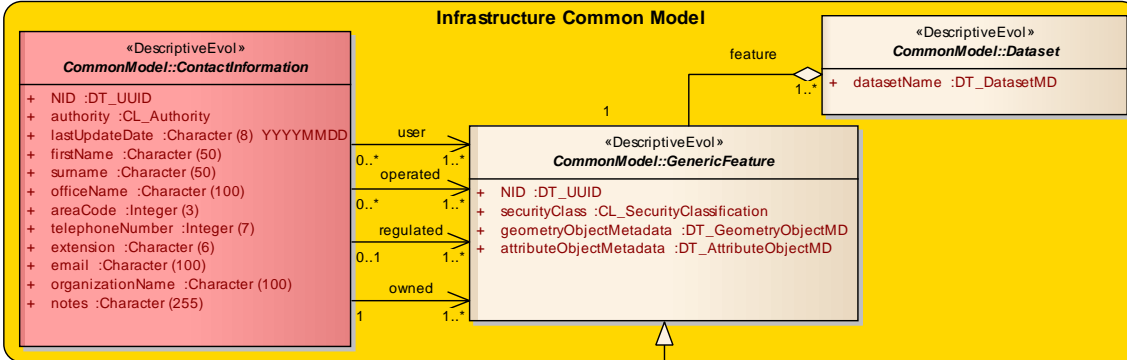 Infrastructure Common Model
«DescriptiveEvol»
CommonModel::ContactInformation
+ NID :DT_UUID
+ authority :CL_Authority
+ lastUpdateDate :Character (8) YYYYMMDD
+ firstName :Character (50)
+ surname :Character (50)
+ officeName :Character (100)
+ areaCode :Integer (3)
+ telephoneNumber :Integer (7)
+ extension :Character (6)
+ email :Character (100)
+ organizationName :Character (100)
+ notes :Character (255)
user
0..* 1..*
operated
0..* 1..*
regulated
0..1 1..*
owned
1 1..*
«DescriptiveEvol»
CommonModel::GenericFeature
+ NID :DT_UUID
+ securityClass :CL_SecurityClassification
+ geometryObjectMetadata :DT_GeometryObjectMD
+ attributeObjectMetadata :DT_AttributeObjectMD
feature
1..*
1
«DescriptiveEvol»
CommonModel::Dataset
+ datasetName :DT_DatasetMD